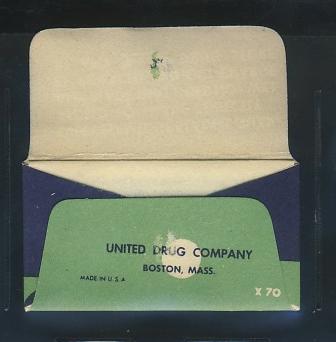 UNITED DRUG COMPANY
BOSTON, MASS.
MADE IN U.S.A
X 70